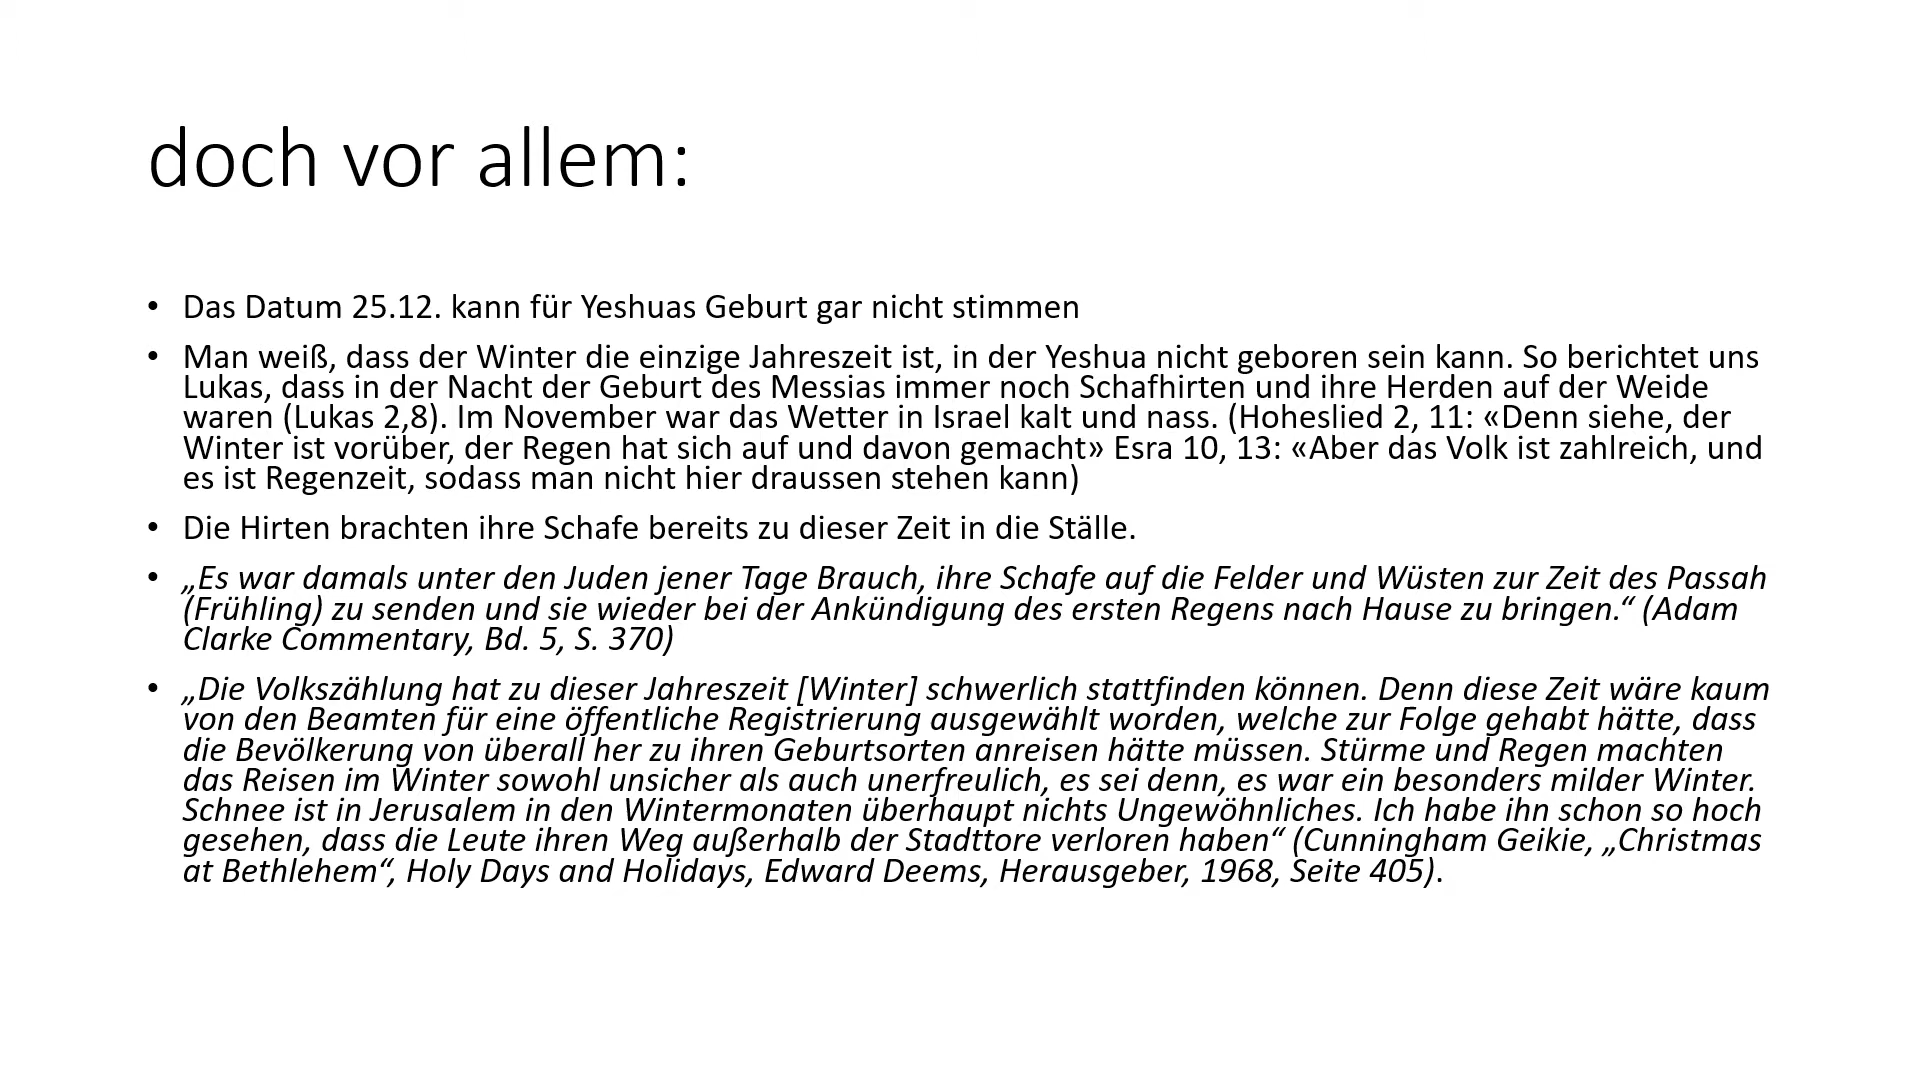 doch vor allem:
• Das Datum 25.12. kann für Yeshuas Geburt gar nicht stimmen
• Man weiß, dass der Winter die einzige Jahreszeit ist, in der Yeshua nicht geboren sein kann. So berichtet uns
Lukas, dass in der Nacht der Geburt des Messias immer noch Schafhirten und ihre Herden auf der Weide
waren (Lukas 2,8). Im November war das Wetter in Israel kalt und nass. (Hoheslied 2, 11: «Denn siehe, der
Winter ist vorüber, der Regen hat sich auf und davon gemacht» Esra 10, 13: «Aber das Volk ist zahlreich, und
es ist Regenzeit, sodass man nicht hier draussen stehen kann)
• Die Hirten brachten ihre Schafe bereits zu dieser Zeit in die Ställe.
• „Es war damals unter den Juden jener Tage Brauch, ihre Schafe auf die Felder und Wüsten zur Zeit des Passah
(Frühling) zu senden und sie wieder bei der Ankündigung des ersten Regens nach Hause zu bringen.“ (Adam
Clarke Commentary, Bd. 5, S. 370)
• „Die Volkszählung hat zu dieser Jahreszeit [Winter] schwerlich stattfinden können. Denn diese Zeit wäre kaum
von den Beamten für eine öffentliche Registrierung ausgewählt worden, welche zur Folge gehabt hätte, dass
die Bevölkerung von überall her zu ihren Geburtsorten anreisen hätte müssen. Stürme und Regen machten
das Reisen im Winter sowohl unsicher als auch unerfreulich, es sei denn, es war ein besonders milder Winter.
Schnee ist in Jerusalem in den Wintermonaten überhaupt nichts Ungewöhnliches. Ich habe ihn schon so hoch
gesehen, dass die Leute ihren Weg außerhalb der Stadttore verloren haben“ (Cunningham Geikie, „Christmas
at Bethlehem“, Holy Days and Holidays, Edward Deems, Herausgeber, 1968, Seite 405).